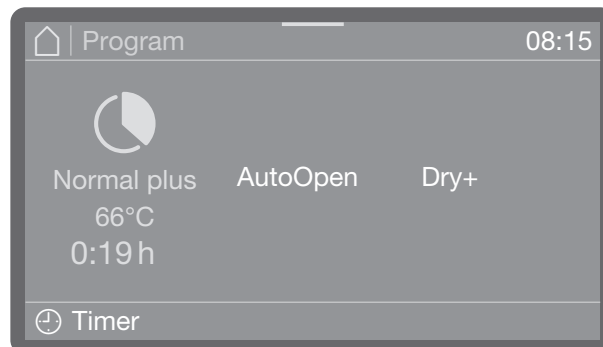 Program 08:15
Normal plus AutoOpen Dry+
66°C
0:19 h
Timer